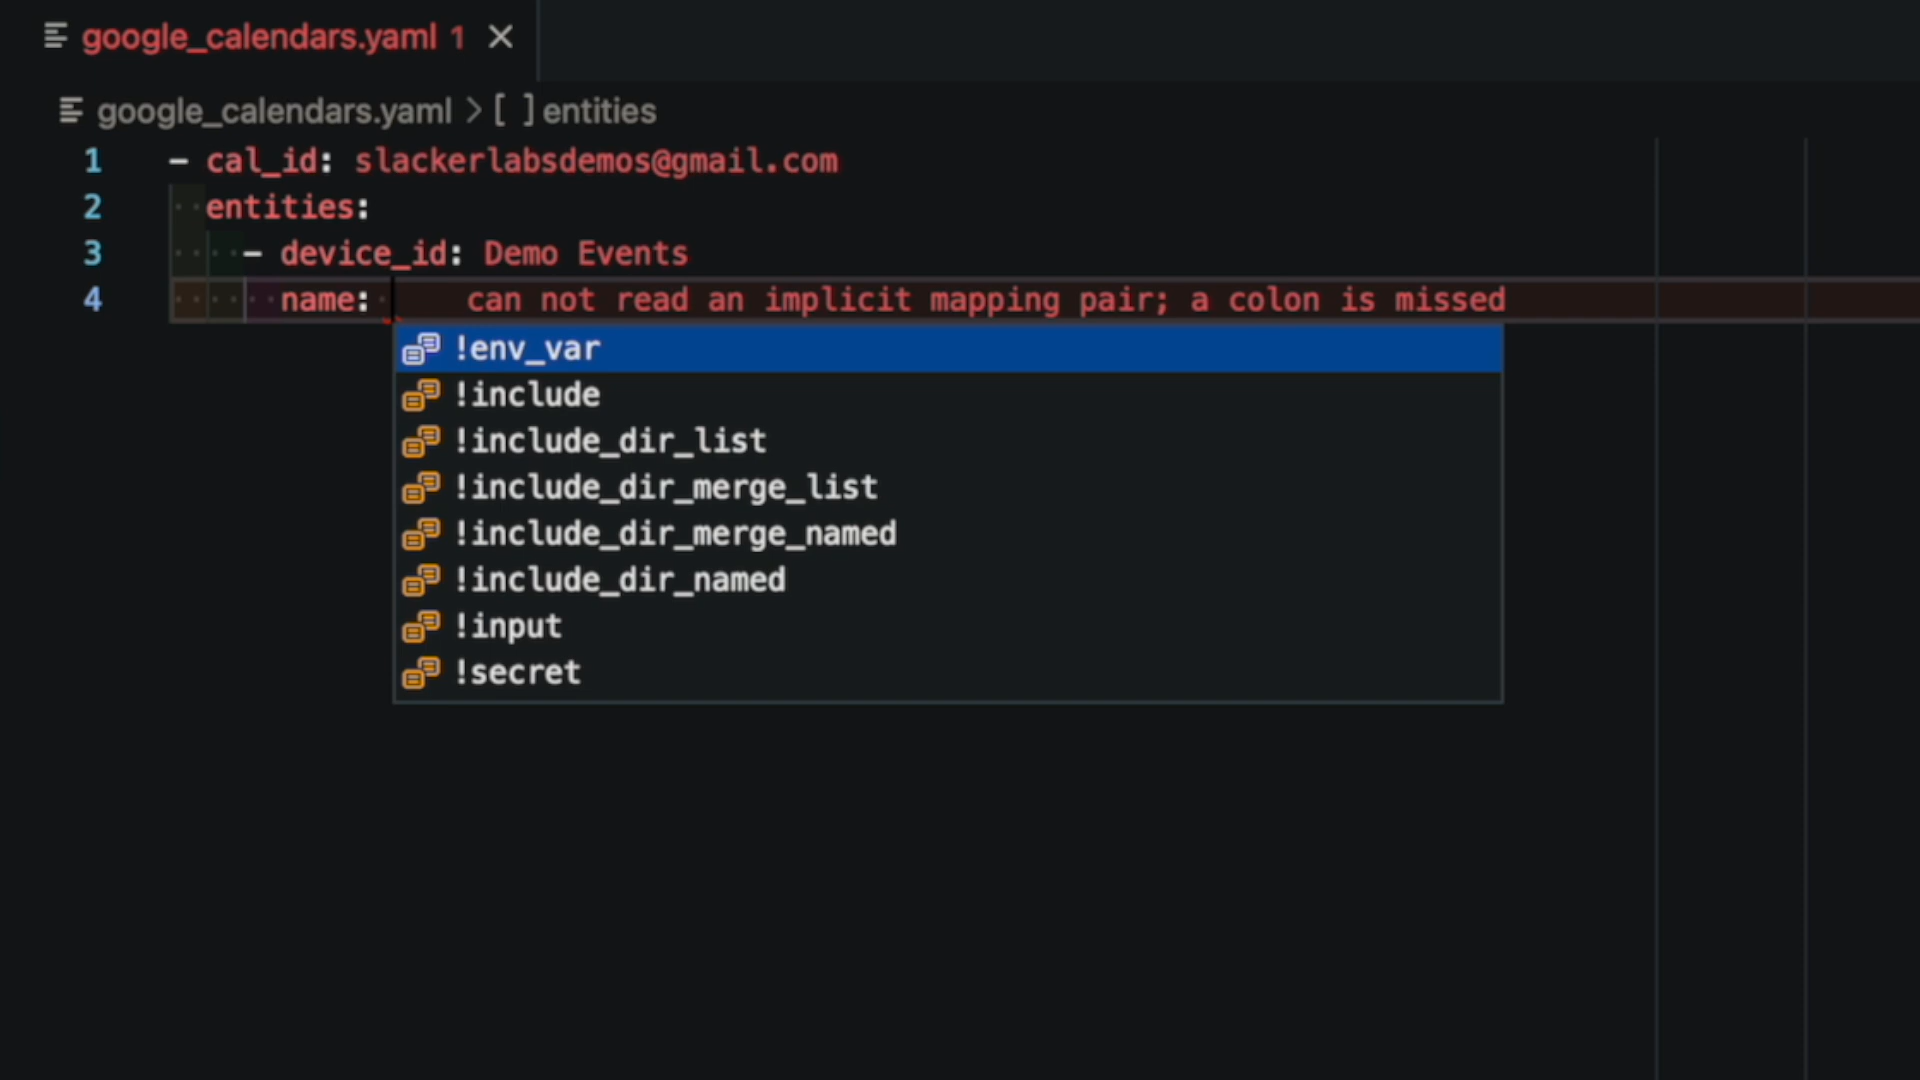 google_calendars.yaml 1
google_calendars.yaml > [ ] entities
1 - cal_id: slackerlabsdemos@gmail.com
2 entities:
3 - device_id: Demo Events
4 name: can not read an implicit mapping pair; a colon is missed
!env_var
!include
!include_dir_list
!include_dir_merge_list
!include_dir_merge_named
!include_dir_named
!input
!secret